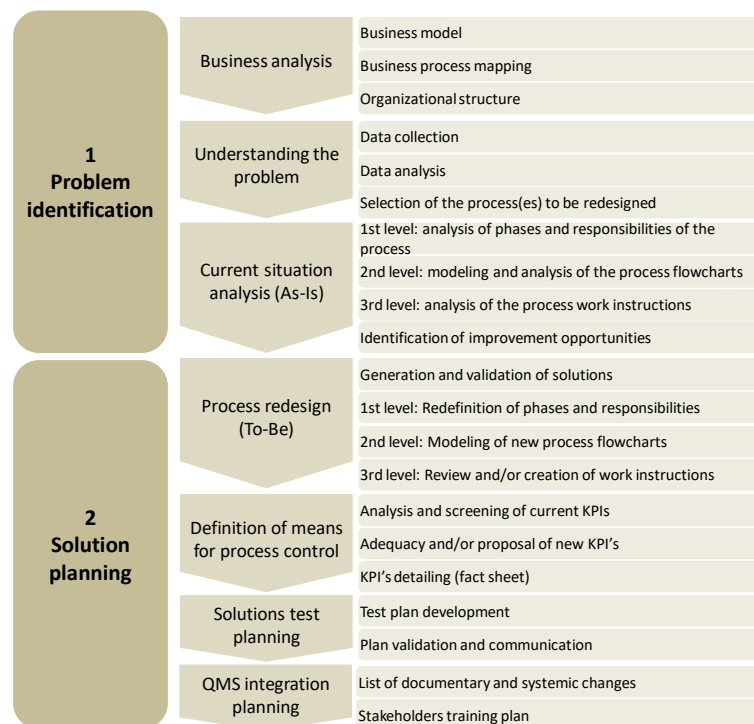 1
Problem
identification
Business analysis
Business model
Business process mapping
Organizational structure
Understanding the
problem
Data collection
Data analysis
Selection of the process(es) to be redesigned
Current situation
analysis (As-Is)
1st level: analysis of phases and responsibilities of the
process
2nd level: modeling and analysis of the process flowcharts
3rd level: analysis of the process work instructions
Identification of improvement opportunities
2
Solution
planning
Process redesign
(To-Be)
Generation and validation of solutions
1st level: Redefinition of phases and responsibilities
2nd level: Modeling of new process flowcharts
3rd level: Review and/or creation of work instructions
Definition of means
for process control
Analysis and screening of current KPIs
Adequacy and/or proposal of new KPI's
KPI's detailing (fact sheet)
Solutions test
planning
Test plan development
Plan validation and communication
QMS integration
planning
List of documentary and systemic changes
Stakeholders training plan